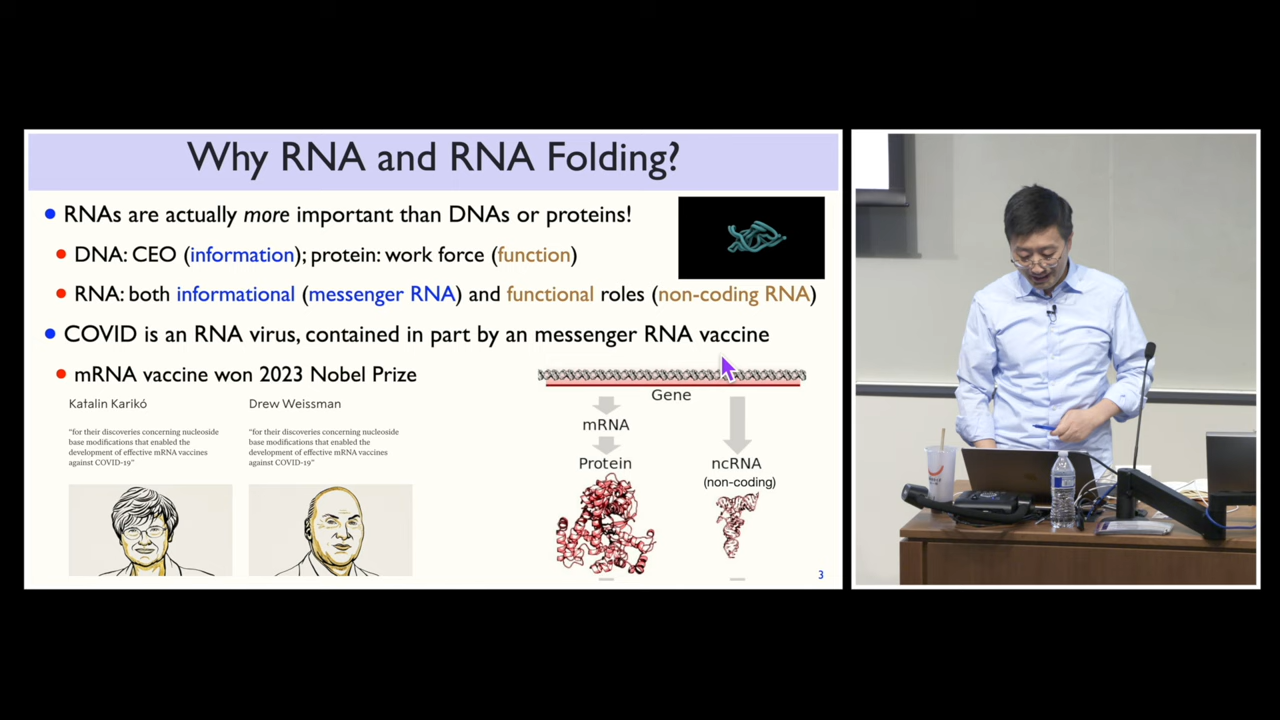 Why RNA and RNA Folding?
RNAs are actually more important than DNAs or proteins!
DNA: CEO (information); protein: work force (function)
RNA: both informational (messenger RNA) and functional roles (non-coding RNA)
COVID is an RNA virus, contained in part by an messenger RNA vaccine
mRNA vaccine won 2023 Nobel Prize
Katalin Karikó
"for their discoveries concerning nucleoside
base modifications that enabled the
development of effective mRNA vaccines
against COVID-19"
Drew Weissman
"for their discoveries concerning nucleoside
base modifications that enabled the
development of effective mRNA vaccines
against COVID-19"
Gene
mRNA
Protein
ncRNA
(non-coding)
3